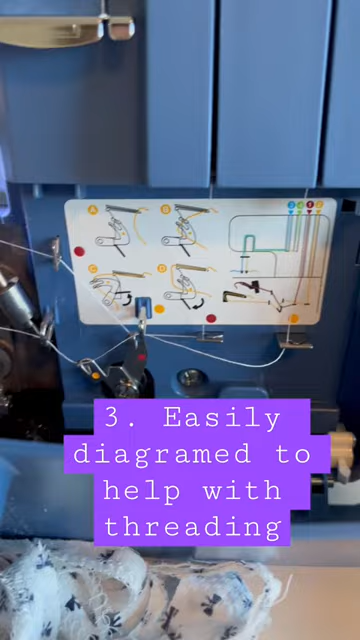 A
B
C
D
3. Easily
diagramed to
help with
threading